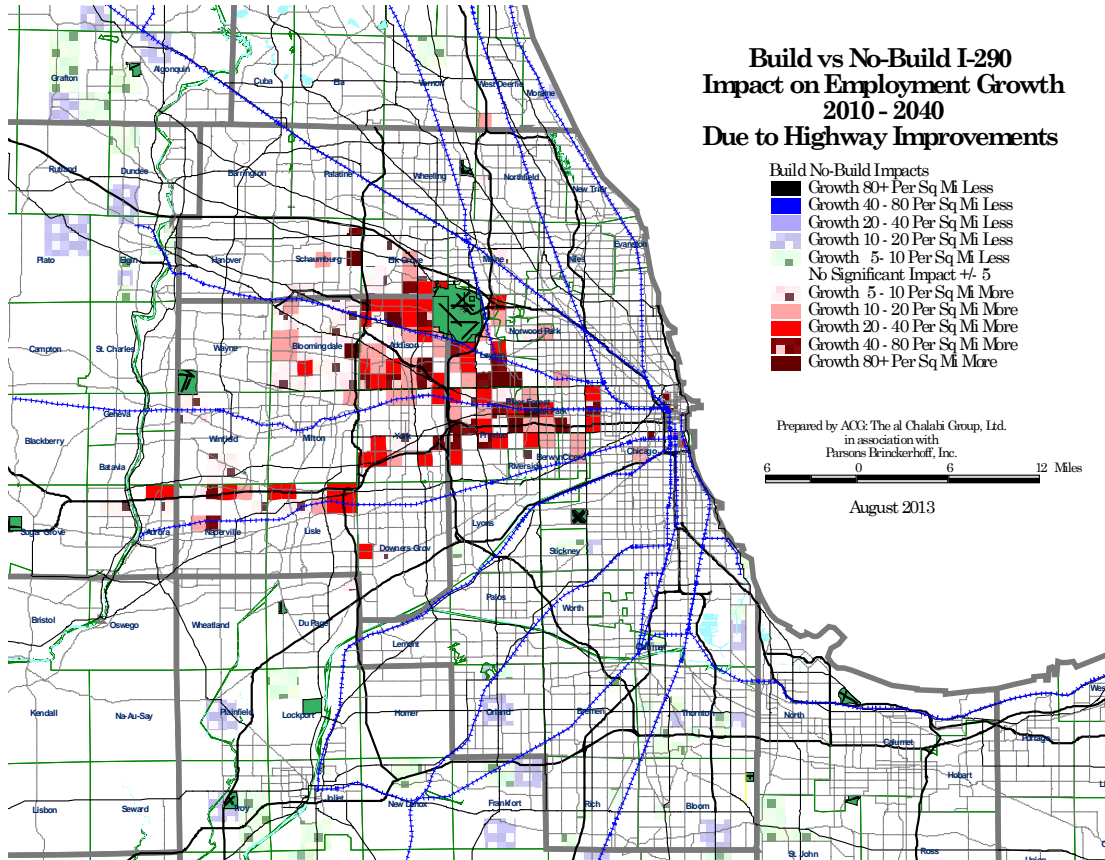 Build vs No-Build I-290
Impact on Employment Growth
2010 - 2040
Due to Highway Improvements
Build No-Build Impacts
Growth 80+ Per Sq Mi Less
Growth 40 - 80 Per Sq Mi Less
Growth 20 - 40 Per Sq Mi Less
Growth 10 - 20 Per Sq Mi Less
Growth 5 - 10 Per Sq Mi Less
No Significant Impact +/- 5
Growth 5 - 10 Per Sq Mi More
Growth 10 - 20 Per Sq Mi More
Growth 20 - 40 Per Sq Mi More
Growth 40 - 80 Per Sq Mi More
Growth 80+ Per Sq Mi More
Prepared by ACG: The al Chalabi Group, Ltd.
in association with
Parsons Brinckerhoff, Inc.
6 0 6 12 Miles
August 2013
Grafton
Algonquin
Cuba
Ela
Vernon
West Deerfie
Moraine
Rutland
Dundee
Barrington
Palatine
Wheeling
Northfield
New Trier
Evanston
Plato
Elgin
Hanover
Schaumburg
Elk Grove
Maine
Niles
Norwood Park
Campton
St. Charles
Wayne
Bloomingdale
Addison
Leyden
River Forest
Geneva
Blackberry
Winfield
Milton
York
Proviso
Chicago
Batavia
Riverside
Berwyn
Sugar Grove
Aurora
Naperville
Lisle
Lyons
Downers Grov
Stickney
Palos
Worth
Bristol
Oswego
Wheatland
Du Page
Lemont
Calumet
Kendall
Na-Au-Say
Plainfield
Lockport
Homer
Orland
Bremen
Thornton
North
Calumet
Portage
Hobart
Lisbon
Seward
Troy
Joliet
New Lenox
Frankfort
Rich
Bloom
St. John
Ross
Union